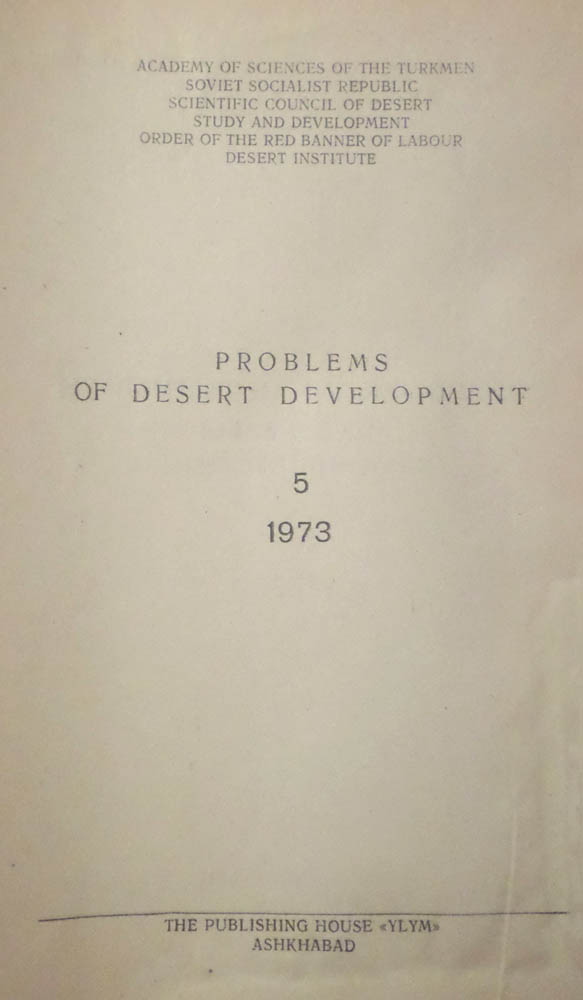 ACADEMY OF SCIENCES OF THE TURKMEN
SOVIET SOCIALIST REPUBLIC
SCIENTIFIC COUNCIL OF DESERT
STUDY AND DEVELOPMENT
ORDER OF THE RED BANNER OF LABOUR
DESERT INSTITUTE
PROBLEMS
OF DESERT DEVELOPMENT
5
1973
THE PUBLISHING HOUSE «YLYM»
ASHKHABAD